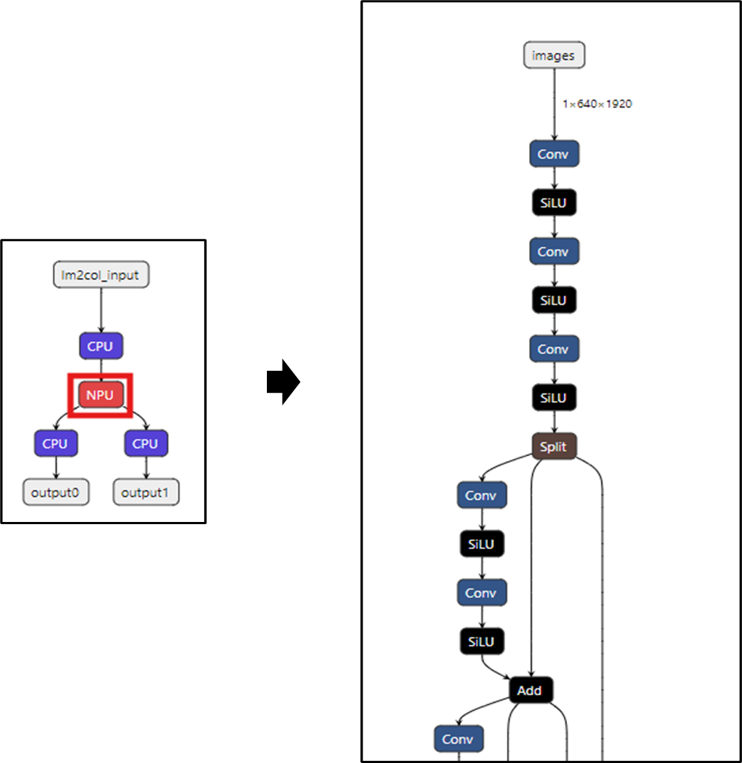 Im2col_input
CPU
NPU
CPU
CPU
output0
output1
images
1×640×1920
Conv
SiLU
Conv
SiLU
Conv
SiLU
Split
Conv
SiLU
Conv
SiLU
Add
Conv